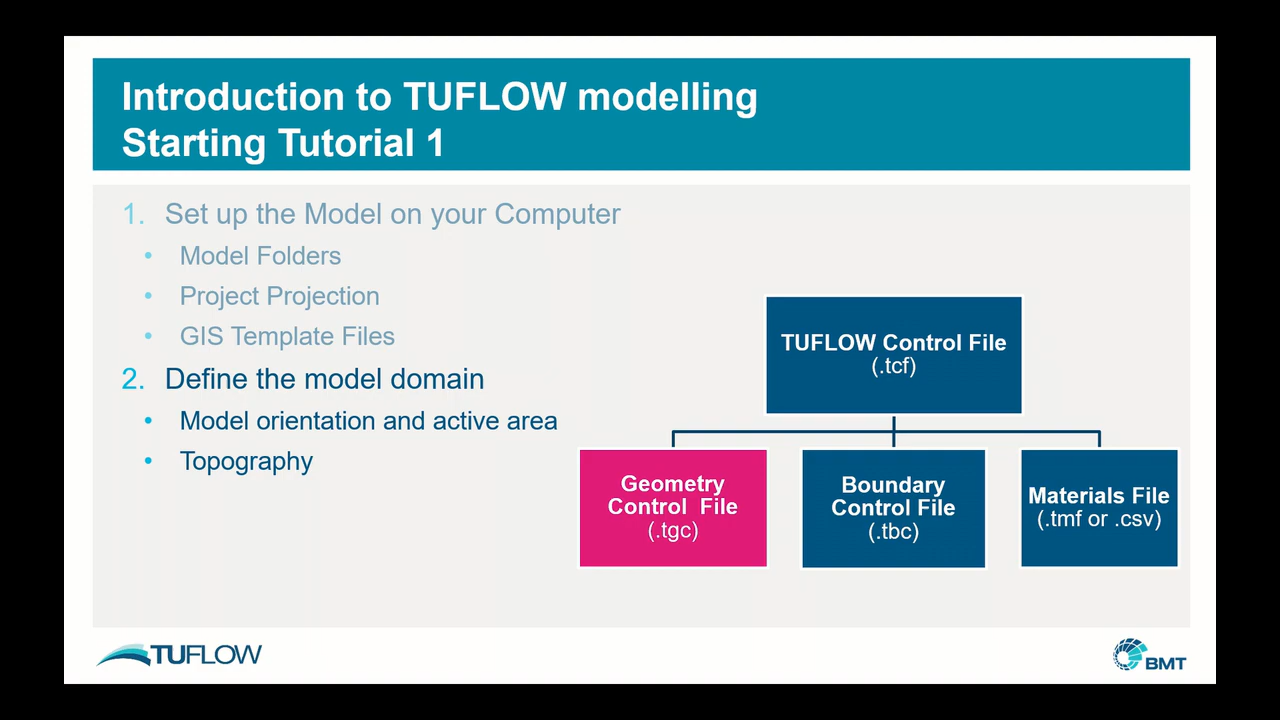 Introduction to TUFLOW modelling
Starting Tutorial 1
1. Set up the Model on your Computer
• Model Folders
• Project Projection
• GIS Template Files
2. Define the model domain
• Model orientation and active area
• Topography
TUFLOW Control File
(.tcf)
Geometry
Control File
(.tgc)
Boundary
Control File
(.tbc)
Materials File
(.tmf or .csv)
TUFLOW
BMT